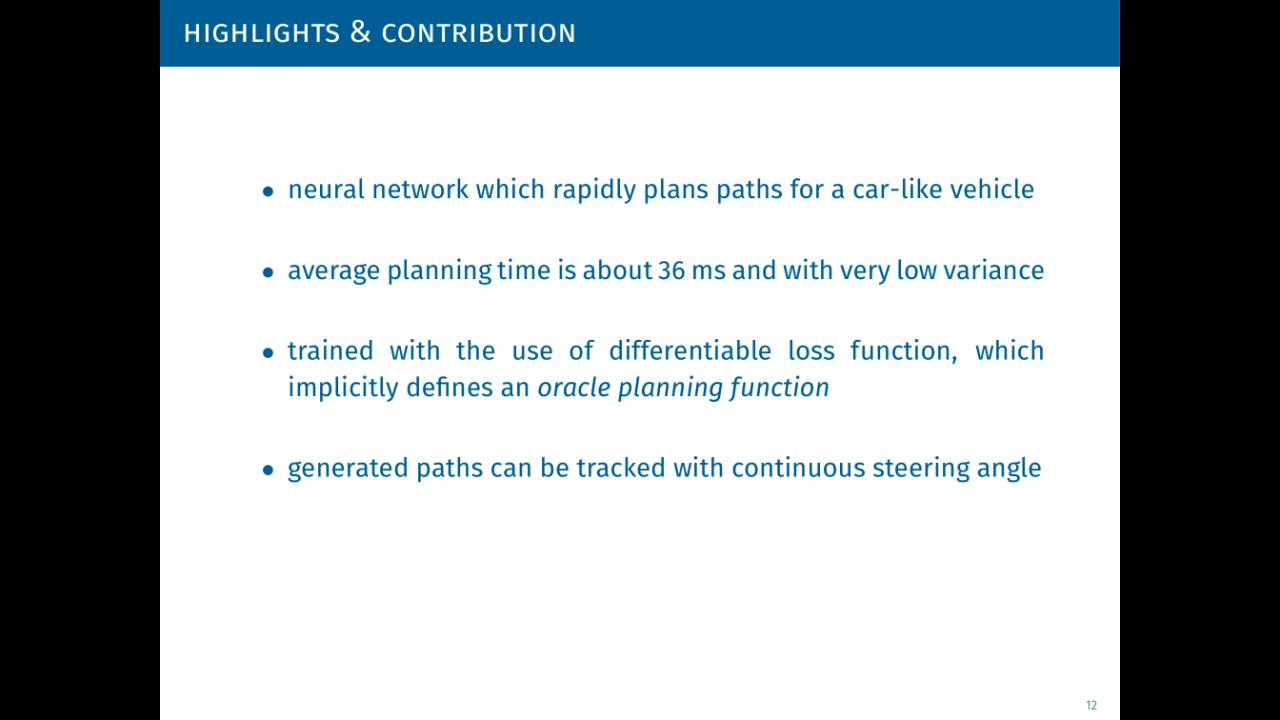 HIGHLIGHTS & CONTRIBUTION
• neural network which rapidly plans paths for a car-like vehicle
• average planning time is about 36 ms and with very low variance
• trained with the use of differentiable loss function, which
implicitly defines an oracle planning function
• generated paths can be tracked with continuous steering angle
12